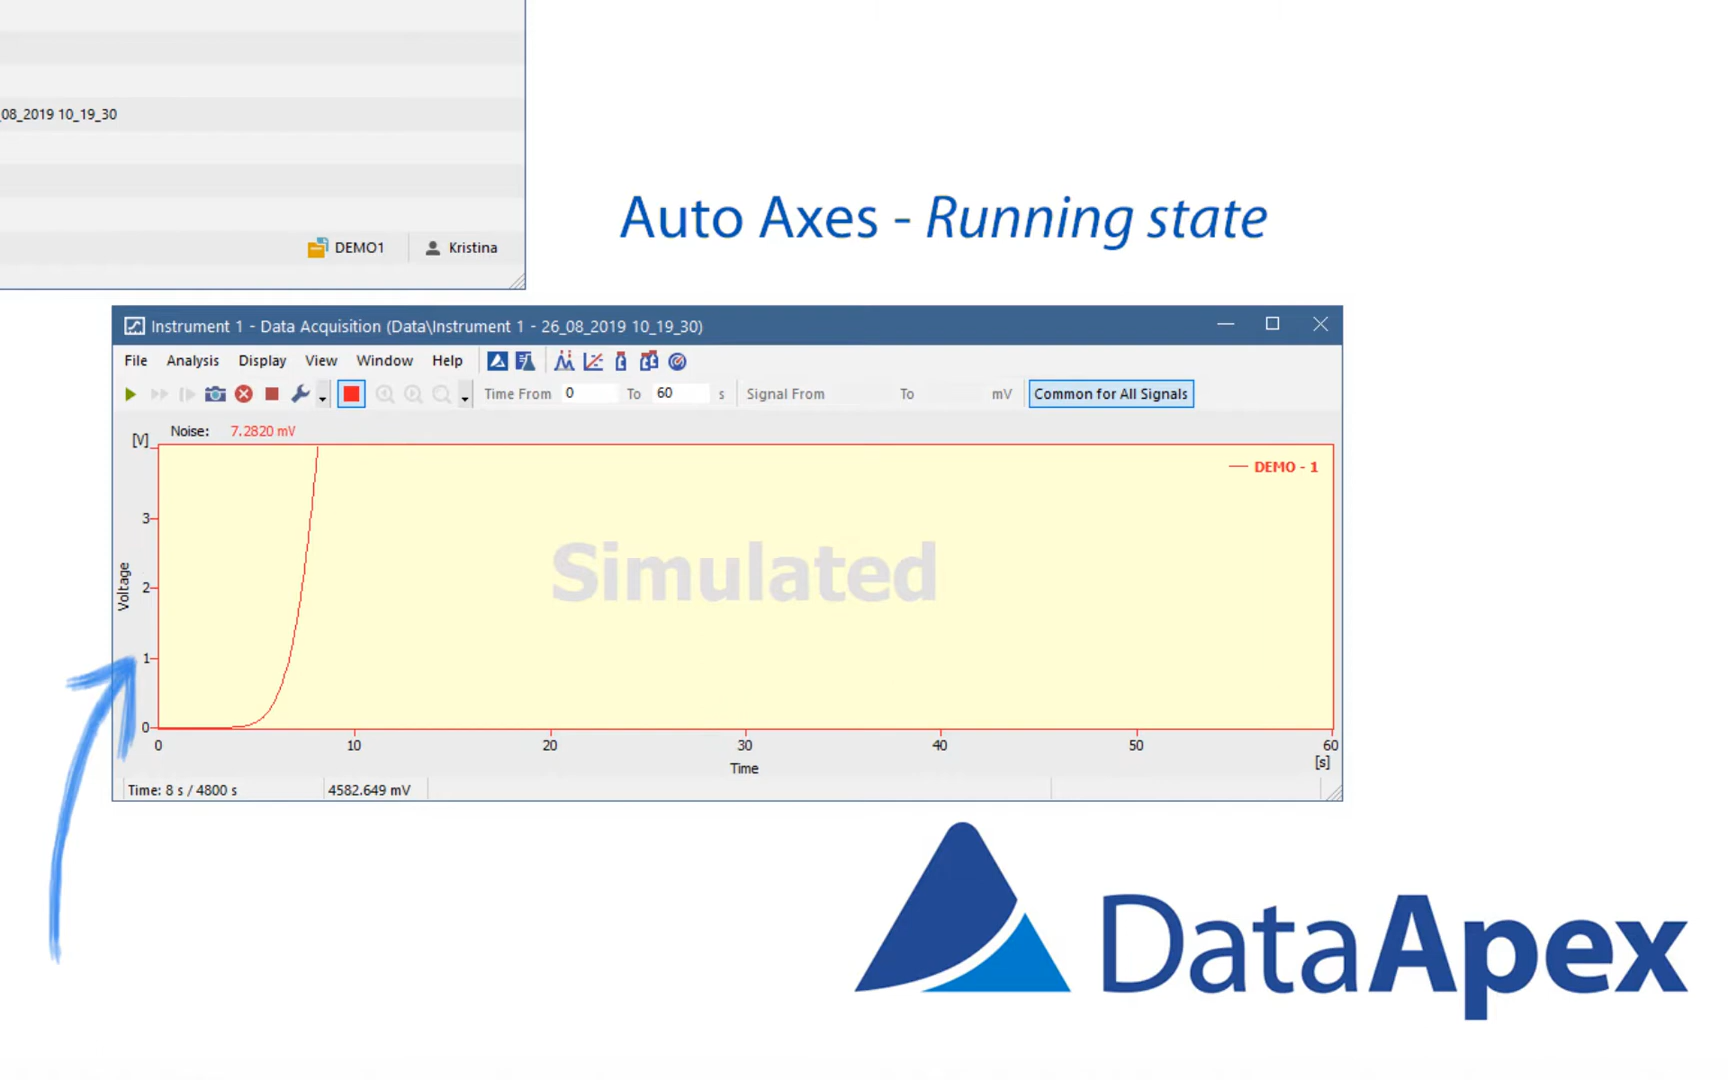 08_2019 10_19_30
DEMO1 Kristina
Auto Axes - Running state
Instrument 1 - Data Acquisition (Data\Instrument 1 - 26_08_2019 10_19_30)
File Analysis Display View Window Help
Time From 0 To 60 s Signal From To mV Common for All Signals
[V] Noise: 7.2820 mV
DEMO - 1
3
Simulated
Voltage
2
1
0
0 10 20 30 40 50 60
Time [s]
Time: 8 s / 4800 s 4582.649 mV
DataApex